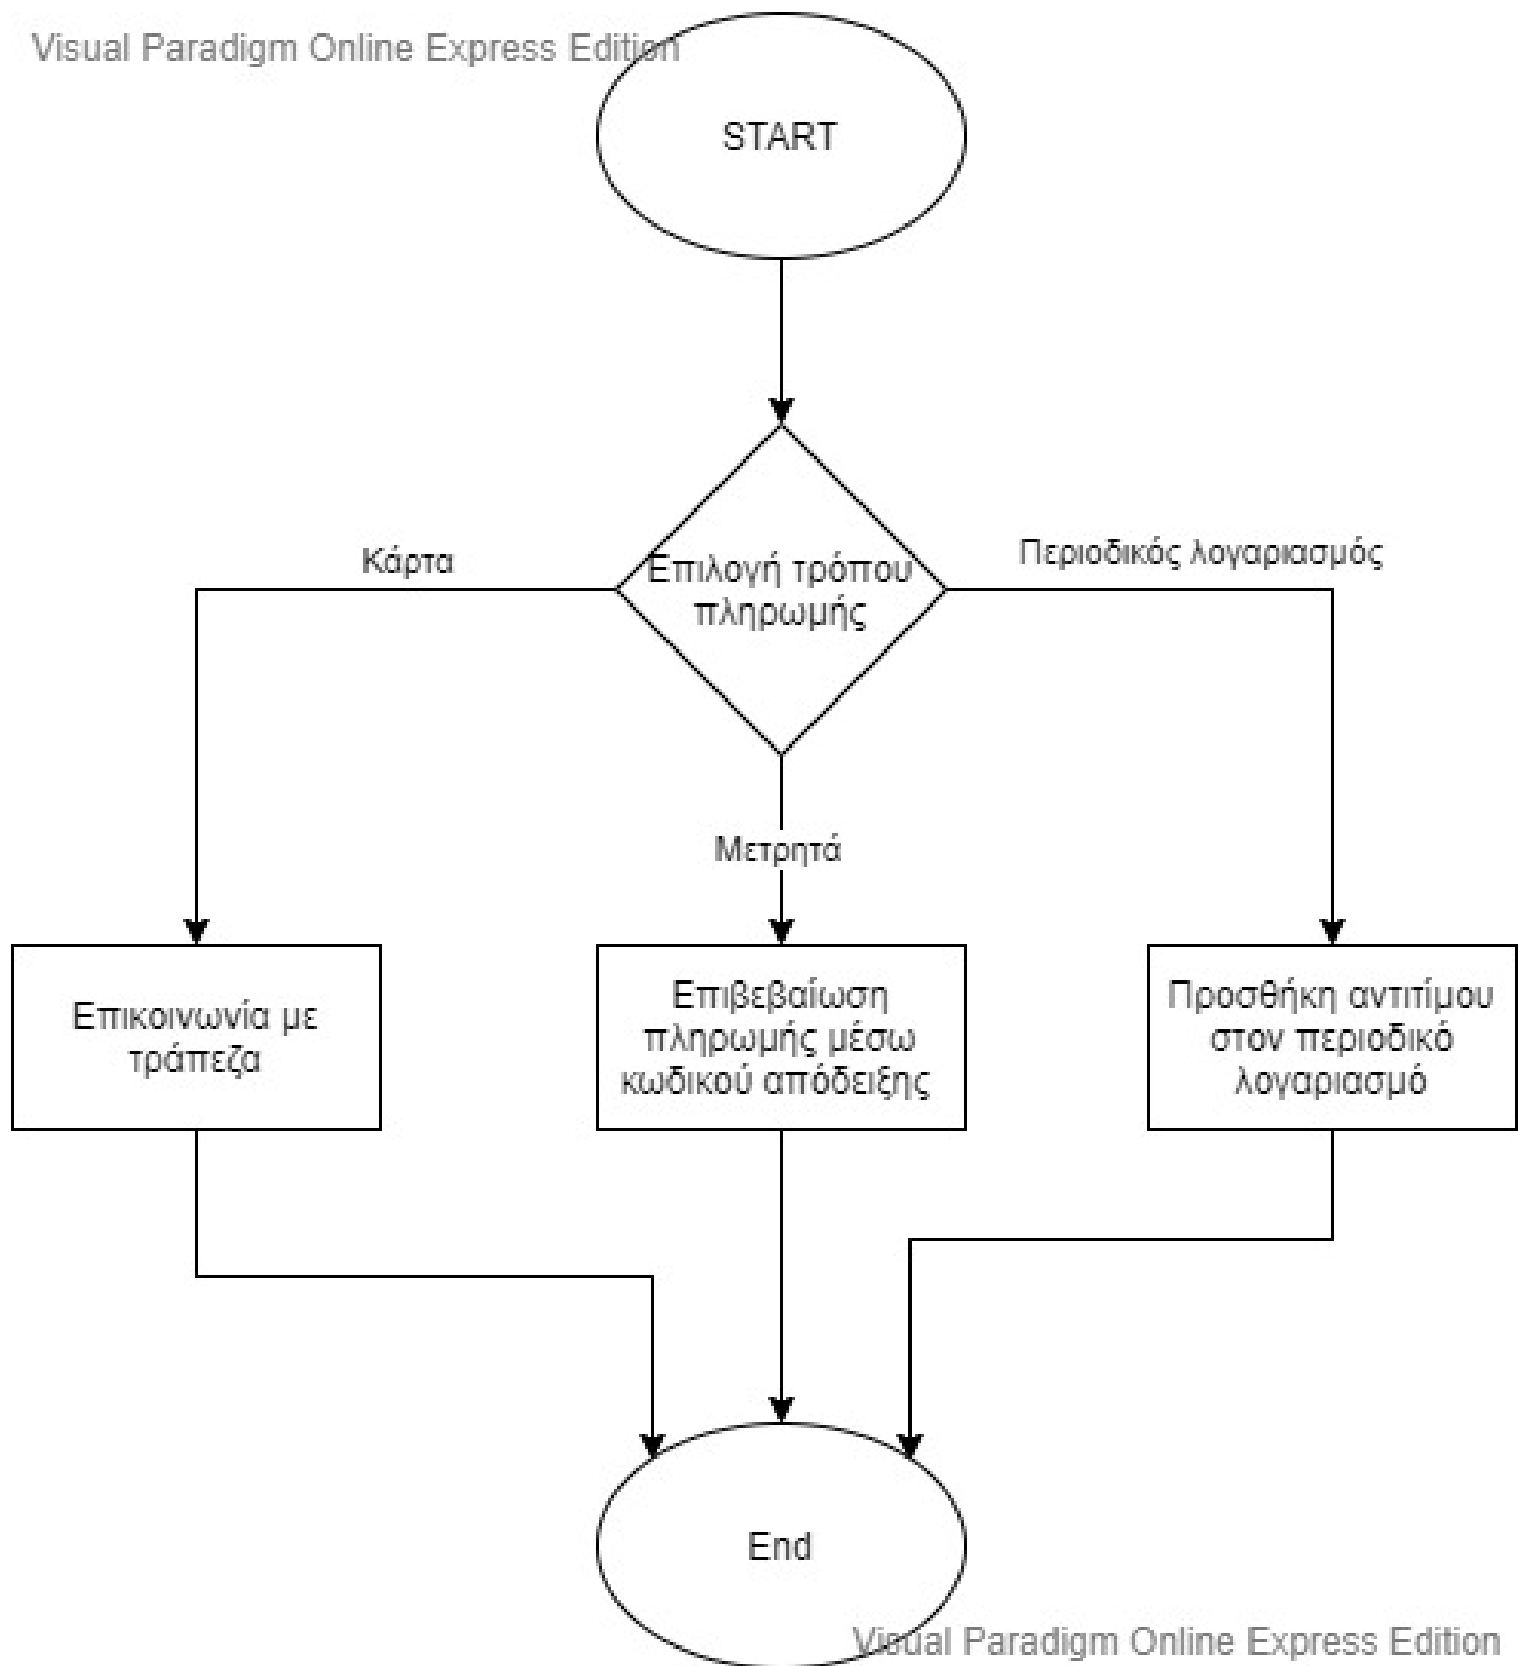 Visual Paradigm Online Express Edition
START
Κάρτα
Περιοδικός λογαριασμός
Επιλογή τρόπου
πληρωμής
Μετρητά
Επικοινωνία με
τράπεζα
Επιβεβαίωση
πληρωμής μέσω
κωδικού απόδειξης
Προσθήκη αντιτίμου
στον περιοδικό
λογαριασμό
End
Visual Paradigm Online Express Edition